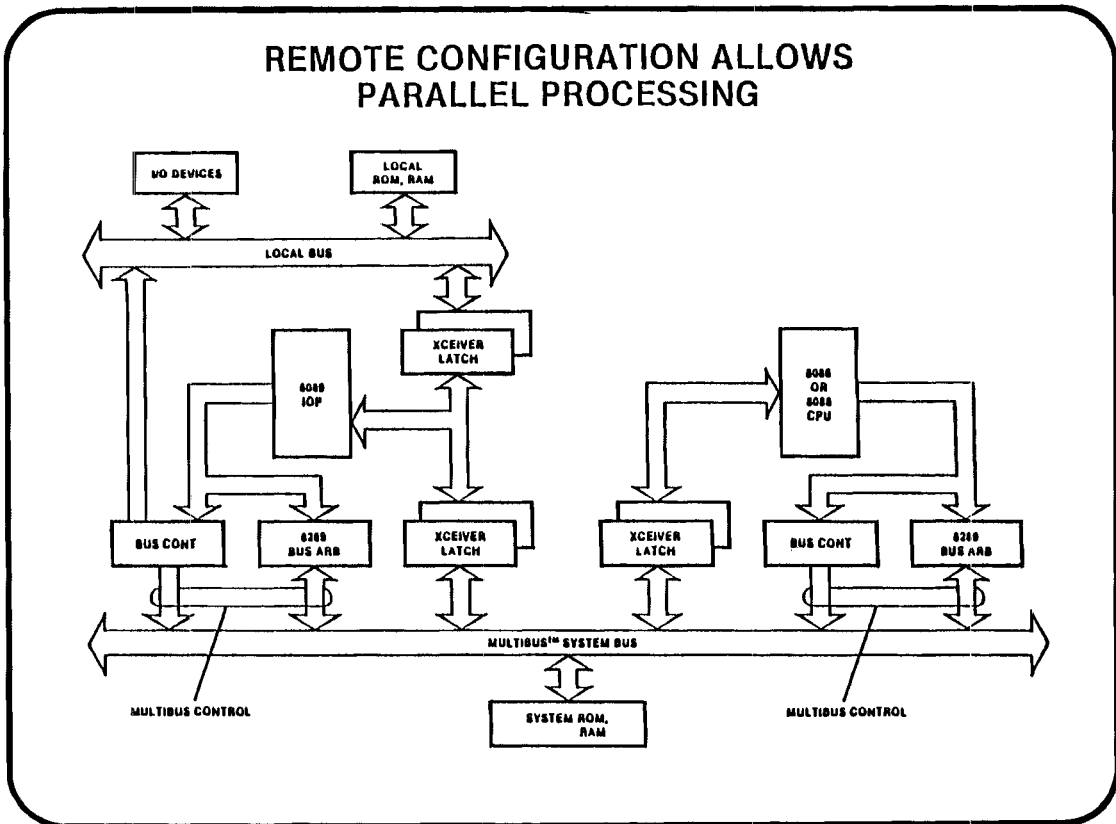 REMOTE CONFIGURATION ALLOWS
PARALLEL PROCESSING
I/O DEVICES
LOCAL
ROM, RAM
LOCAL BUS
XCEIVER
LATCH
8089
IOP
8086
OR
8088
CPU
BUS CONT
8289
BUS ARB
XCEIVER
LATCH
XCEIVER
LATCH
BUS CONT
8289
BUS ARB
MULTIBUS™ SYSTEM BUS
MULTIBUS CONTROL
SYSTEM ROM,
RAM
MULTIBUS CONTROL